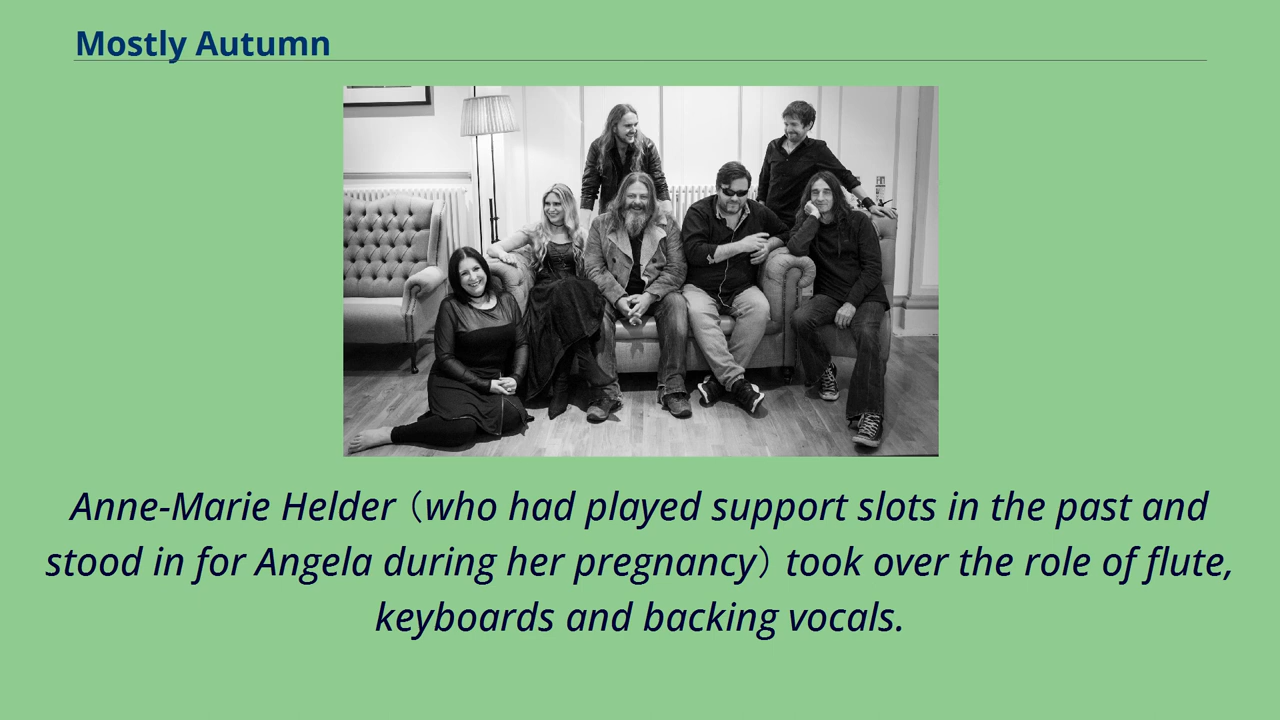 Mostly Autumn
Anne-Marie Helder (who had played support slots in the past and
stood in for Angela during her pregnancy) took over the role of flute,
keyboards and backing vocals.